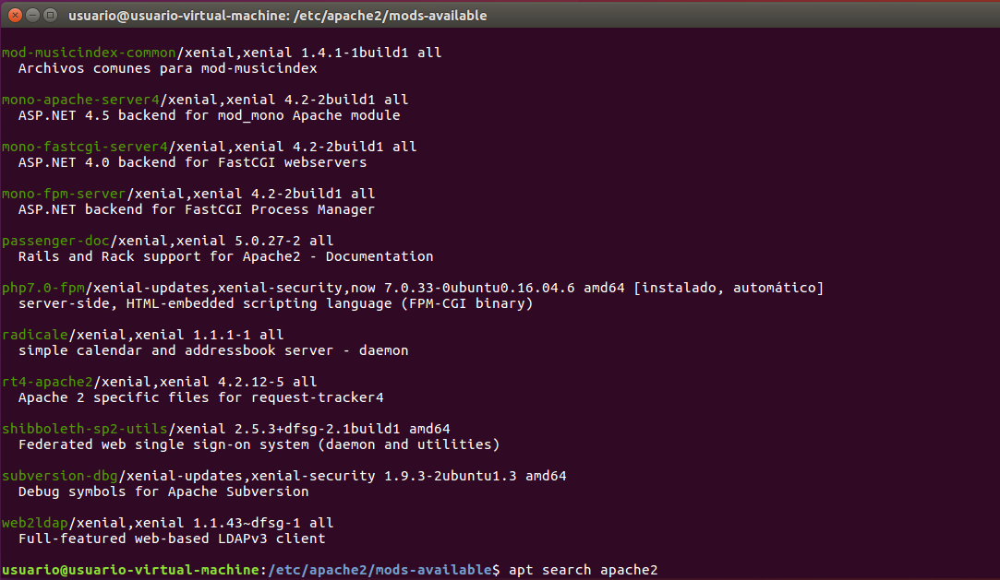 usuario@usuario-virtual-machine: /etc/apache2/mods-available
mod-musicindex-common/xenial,xenial 1.4.1-1build1 all
  Archivos comunes para mod-musicindex
mono-apache-server4/xenial,xenial 4.2-2build1 all
  ASP.NET 4.5 backend for mod_mono Apache module
mono-fastcgi-server4/xenial,xenial 4.2-2build1 all
  ASP.NET 4.0 backend for FastCGI webservers
mono-fpm-server/xenial,xenial 4.2-2build1 all
  ASP.NET backend for FastCGI Process Manager
passenger-doc/xenial,xenial 5.0.27-2 all
  Rails and Rack support for Apache2 - Documentation
php7.0-fpm/xenial-updates,xenial-security,now 7.0.33-0ubuntu0.16.04.6 amd64 [instalado, automático]
  server-side, HTML-embedded scripting language (FPM-CGI binary)
radicale/xenial,xenial 1.1.1-1 all
  simple calendar and addressbook server - daemon
rt4-apache2/xenial,xenial 4.2.12-5 all
  Apache 2 specific files for request-tracker4
shibboleth-sp2-utils/xenial 2.5.3+dfsg-2.1build1 amd64
  Federated web single sign-on system (daemon and utilities)
subversion-dbg/xenial-updates,xenial-security 1.9.3-2ubuntu1.3 amd64
  Debug symbols for Apache Subversion
web2ldap/xenial,xenial 1.1.43~dfsg-1 all
  Full-featured web-based LDAPv3 client
usuario@usuario-virtual-machine:/etc/apache2/mods-available$ apt search apache2